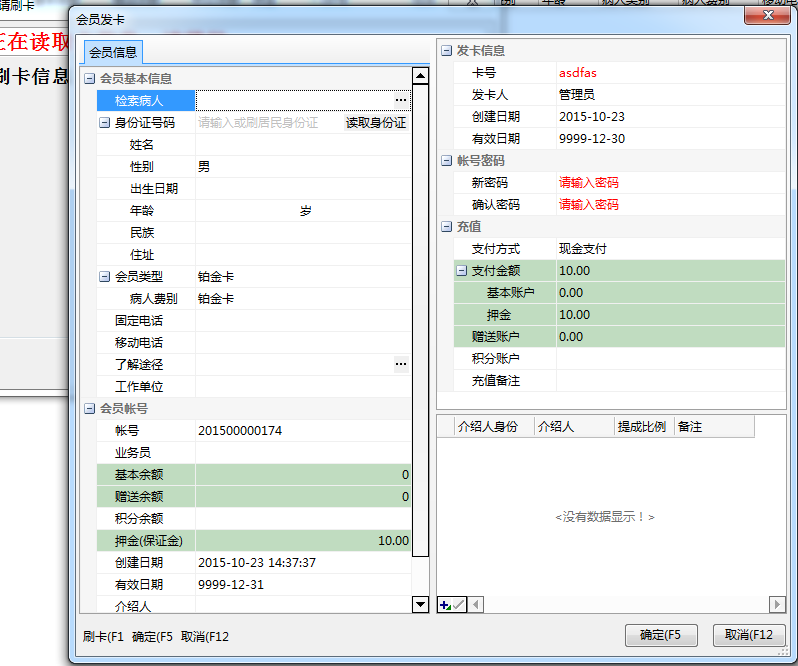 请刷卡
正在读取
刷卡信息
会员发卡
会员信息
会员基本信息
检索病人 ...
身份证号码 请输入或刷居民身份证 读取身份证
姓名
性别 男
出生日期
年龄 岁
民族
住址
会员类型 铂金卡
病人费别 铂金卡
固定电话
移动电话
了解途径 ...
工作单位
会员帐号
帐号 201500000174
业务员
基本余额 0
赠送余额 0
积分余额
押金(保证金) 10.00
创建日期 2015-10-23 14:37:37
有效日期 9999-12-31
介绍人
发卡信息
卡号 asdfas
发卡人 管理员
创建日期 2015-10-23
有效日期 9999-12-30
帐号密码
新密码 请输入密码
确认密码 请输入密码
充值
支付方式 现金支付
支付金额 10.00
基本账户 0.00
押金 10.00
赠送账户 0.00
积分账户
充值备注
介绍人身份 介绍人 提成比例 备注
<没有数据显示！>
刷卡(F1 确定(F5 取消(F12
确定(F5 取消(F12